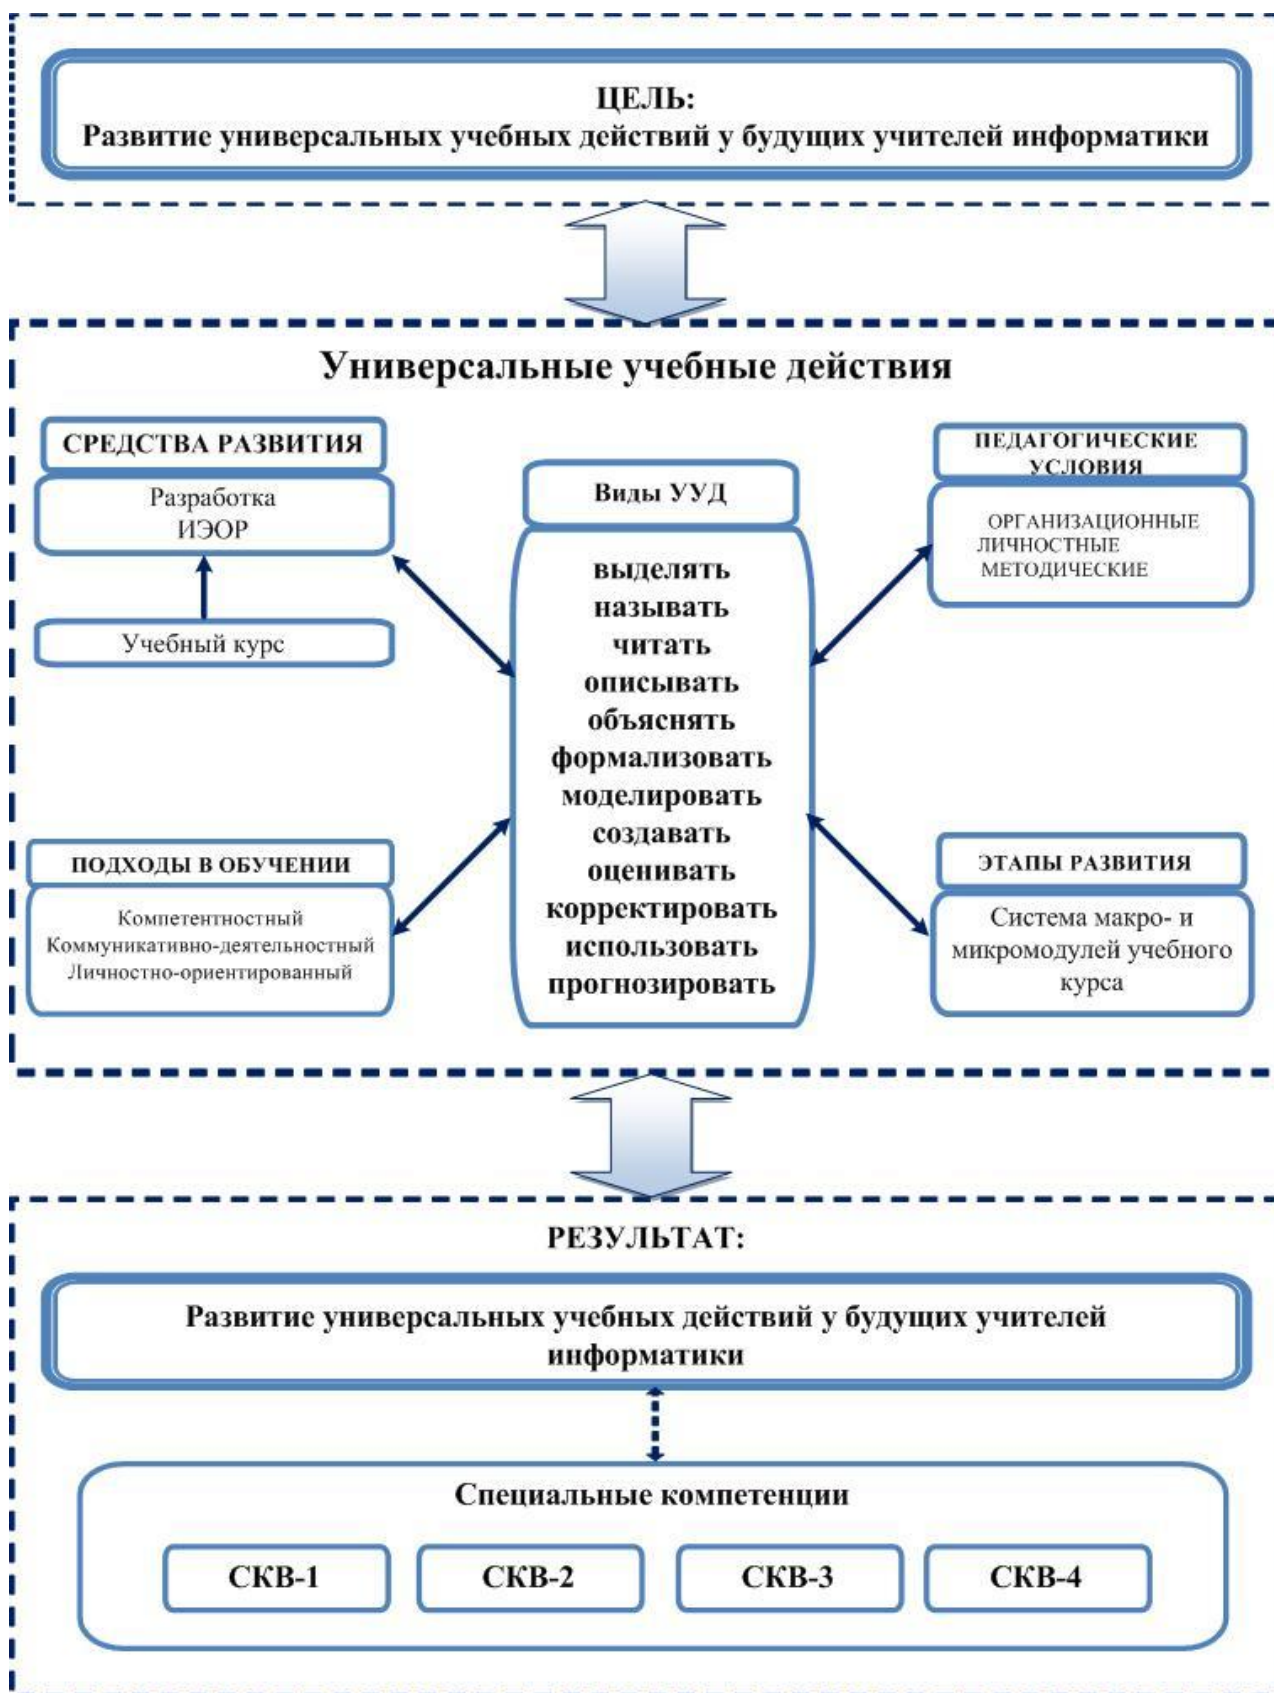 ЦЕЛЬ:
Развитие универсальных учебных действий у будущих учителей информатики
Универсальные учебные действия
СРЕДСТВА РАЗВИТИЯ
Разработка
ИЭОР
Учебный курс
ПОДХОДЫ В ОБУЧЕНИИ
Компетентностный
Коммуникативно-деятельностный
Личностно-ориентированный
Виды УУД
выделять
называть
читать
описывать
объяснять
формализовать
моделировать
создавать
оценивать
корректировать
использовать
прогнозировать
ПЕДАГОГИЧЕСКИЕ
УСЛОВИЯ
ОРГАНИЗАЦИОННЫЕ
ЛИЧНОСТНЫЕ
МЕТОДИЧЕСКИЕ
ЭТАПЫ РАЗВИТИЯ
Система макро- и
микромодулей учебного
курса
РЕЗУЛЬТАТ:
Развитие универсальных учебных действий у будущих учителей
информатики
Специальные компетенции
СКВ-1
СКВ-2
СКВ-3
СКВ-4